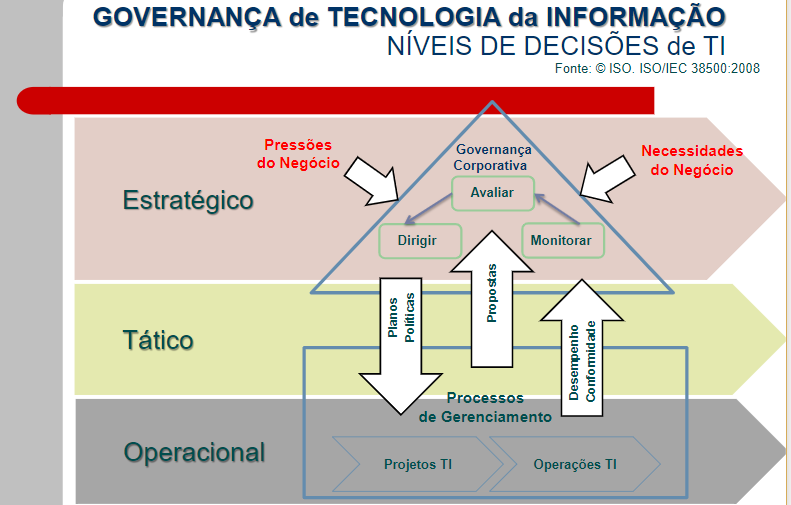 GOVERNANÇA de TECNOLOGIA da INFORMAÇÃO
NÍVEIS DE DECISÕES de TI
Fonte: © ISO. ISO/IEC 38500:2008
Pressões
do Negócio
Governança
Corporativa
Necessidades
do Negócio
Estratégico
Avaliar
Dirigir
Monitorar
Planos
Políticas
Propostas
Desempenho
Conformidade
Tático
Processos
de Gerenciamento
Operacional
Projetos TI
Operações TI